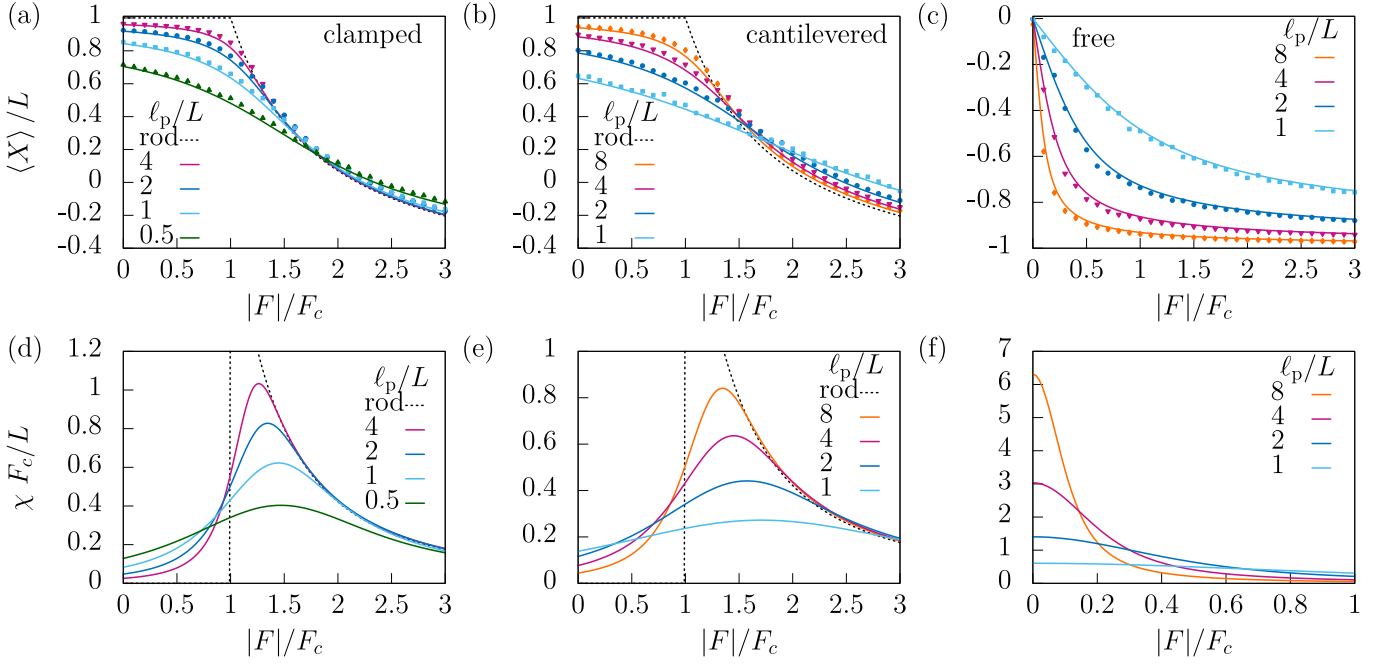 (a)
1
0.8
0.6
0.4
0.2
0
-0.2
-0.4
⟨X⟩/L
clamped
ℓp/L
rod
4
2
1
0.5
0 0.5 1 1.5 2 2.5 3
|F|/Fc
(b)
1
0.8
0.6
0.4
0.2
0
-0.2
-0.4
cantilevered
ℓp/L
rod
8
4
2
1
0 0.5 1 1.5 2 2.5 3
|F|/Fc
(c)
0
-0.2
-0.4
-0.6
-0.8
-1
free
ℓp/L
8
4
2
1
0 0.5 1 1.5 2 2.5 3
|F|/Fc
(d)
1.2
1
0.8
0.6
0.4
0.2
0
χ Fc/L
ℓp/L
rod
4
2
1
0.5
0 0.5 1 1.5 2 2.5 3
|F|/Fc
(e)
1
0.8
0.6
0.4
0.2
0
ℓp/L
rod
8
4
2
1
0 0.5 1 1.5 2 2.5 3
|F|/Fc
(f)
7
6
5
4
3
2
1
0
ℓp/L
8
4
2
1
0 0.2 0.4 0.6 0.8 1
|F|/Fc